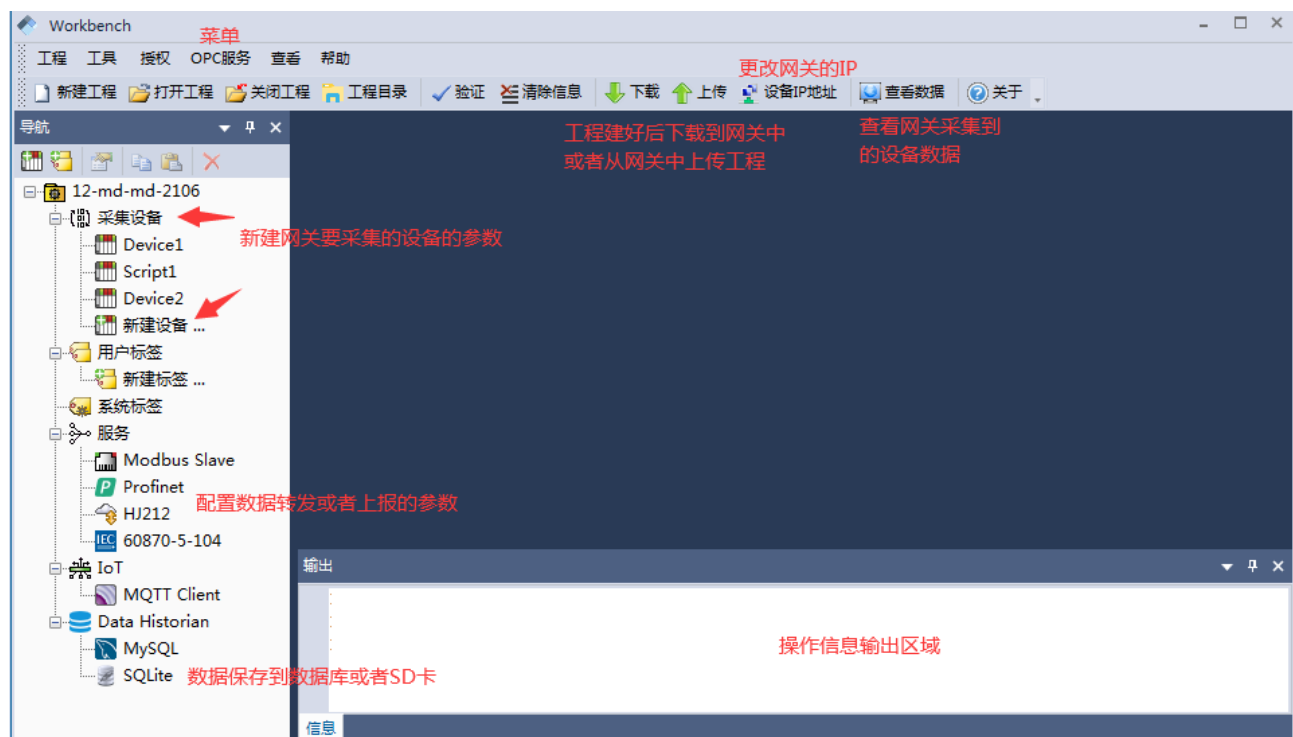 Workbench
菜单
工程 工具 授权 OPC服务 查看 帮助
更改网关的IP
新建工程 打开工程 关闭工程 工程目录 验证 清除信息 下载 上传 设备IP地址 查看数据 关于
导航
工程建好后下载到网关中
或者从网关中上传工程
查看网关采集到
的设备数据
12-md-md-2106
采集设备
新建网关要采集的设备的参数
Device1
Script1
Device2
新建设备 ...
用户标签
新建标签 ...
系统标签
服务
Modbus Slave
Profinet
配置数据转发或者上报的参数
HJ212
IEC 60870-5-104
IoT
MQTT Client
Data Historian
MySQL
SQLite 数据保存到数据库或者SD卡
输出
操作信息输出区域
信息